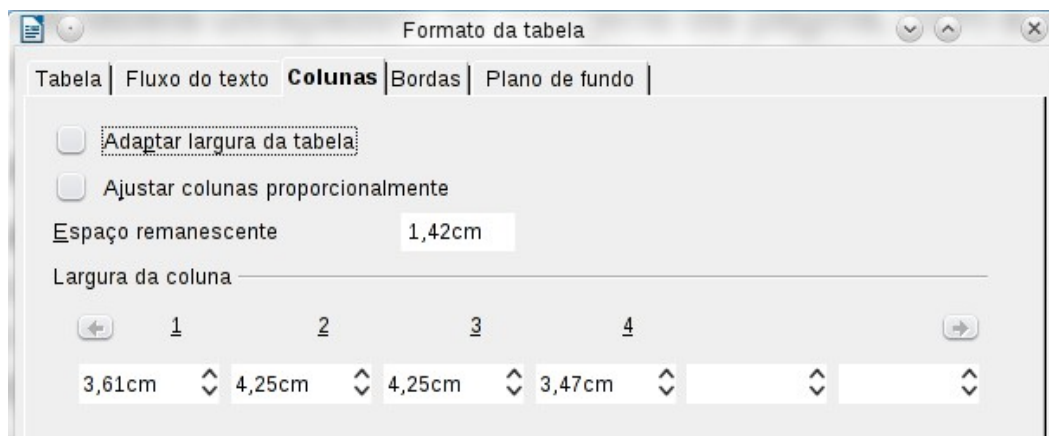 Formato da tabela
Tabela Fluxo do texto Colunas Bordas Plano de fundo
Adaptar largura da tabela
Ajustar colunas proporcionalmente
Espaço remanescente 1,42cm
Largura da coluna
1 2 3 4
3,61cm 4,25cm 4,25cm 3,47cm